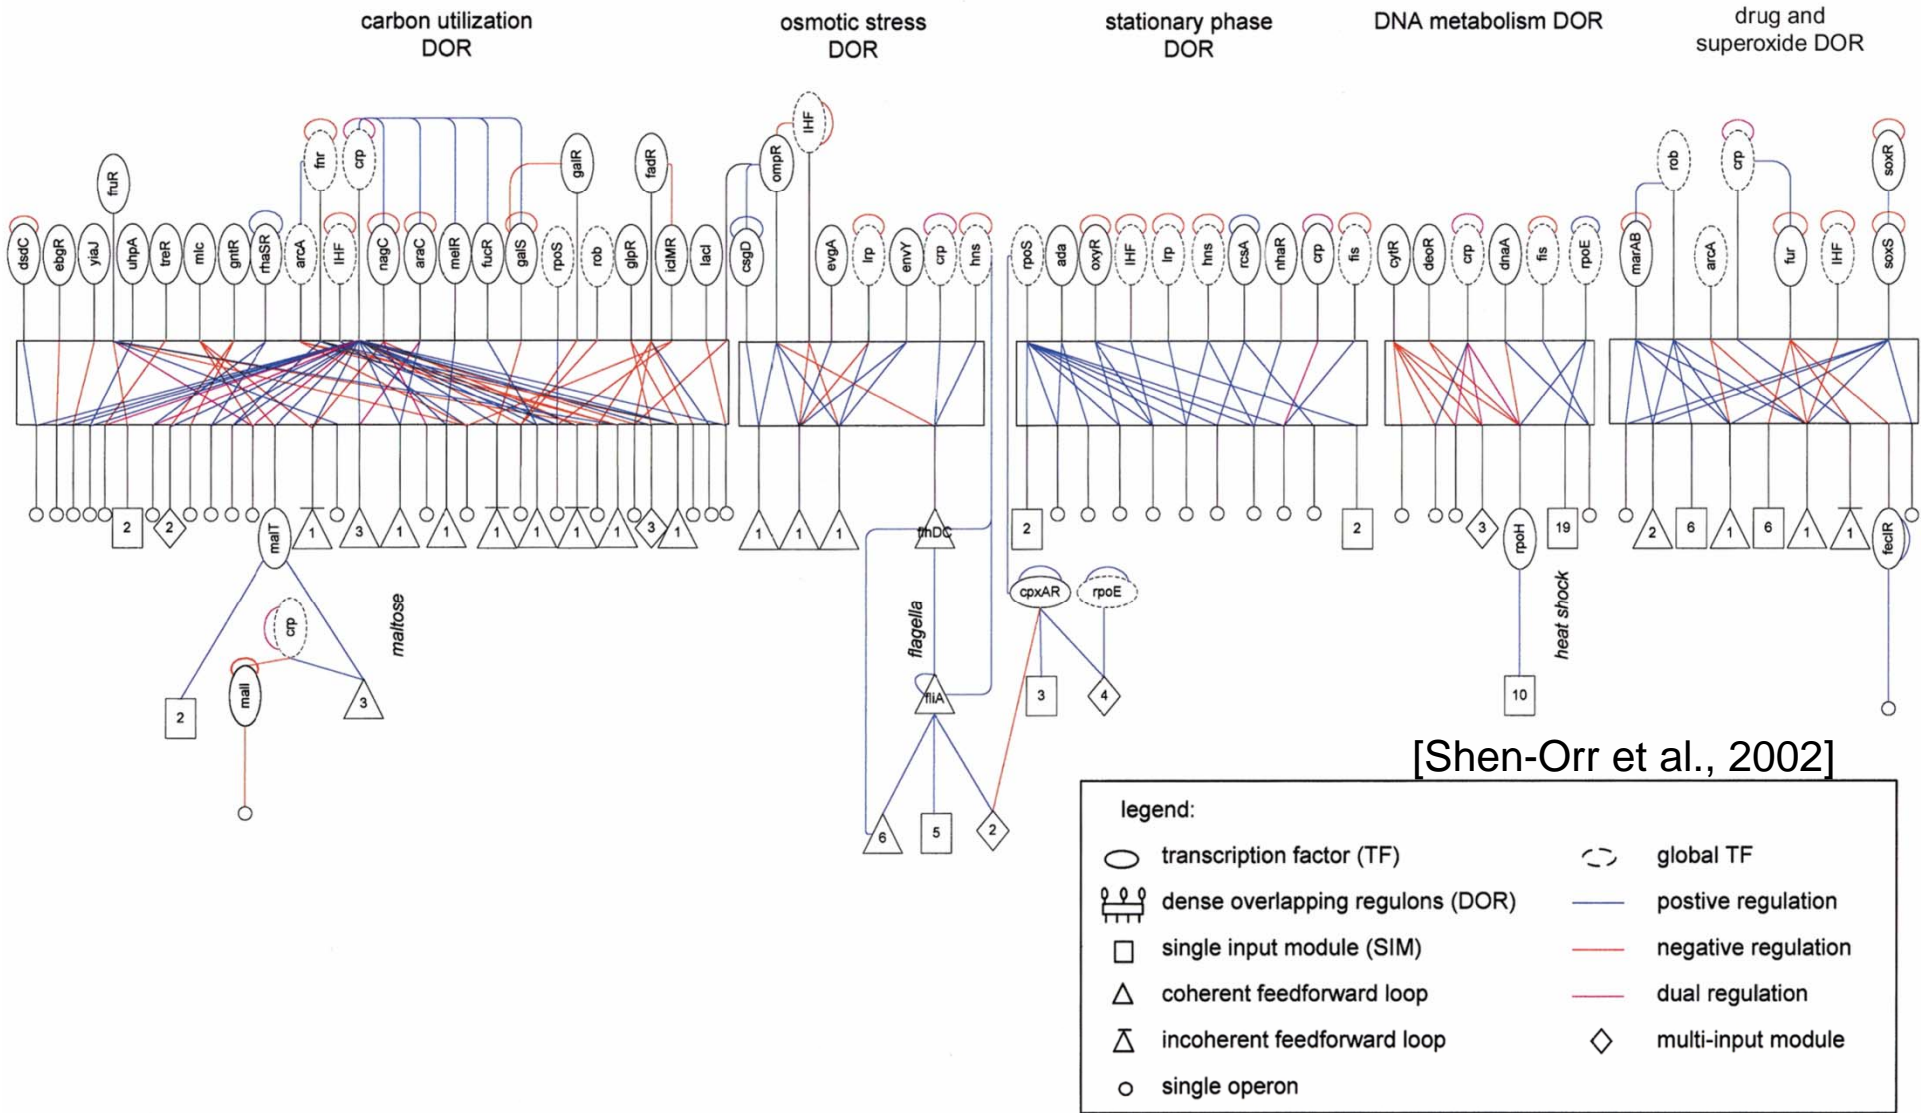 carbon utilization
DOR
osmotic stress
DOR
stationary phase
DOR
DNA metabolism DOR
drug and
superoxide DOR
IHF
fnr
crp
galR
fadR
ompR
rob
crp
soxR
fruR
dsdC
ebgR
yiaJ
uhpA
treR
mlc
gntR
rhaSR
arcA
IHF
nagC
araC
melR
fucR
galS
rpoS
rob
glpR
iclMR
lacI
csgD
evgA
lrp
envY
crp
hns
rpoS
ada
oxyR
IHF
lrp
hns
rcsA
nhaR
crp
fis
cytR
deoR
crp
dnaA
fis
rpoE
marAB
arcA
fur
IHF
soxS
2
2
malT
1
3
1
1
1
1
1
1
3
1
1
1
1
flhDC
2
2
3
rpoH
19
2
6
1
6
1
1
fecIR
cpxAR
rpoE
crp
maltose
flagella
heat shock
2
malI
3
fliA
3
4
10
[Shen-Orr et al., 2002]
6
5
2
legend:
transcription factor (TF)
global TF
dense overlapping regulons (DOR)
postive regulation
single input module (SIM)
negative regulation
coherent feedforward loop
dual regulation
incoherent feedforward loop
multi-input module
single operon